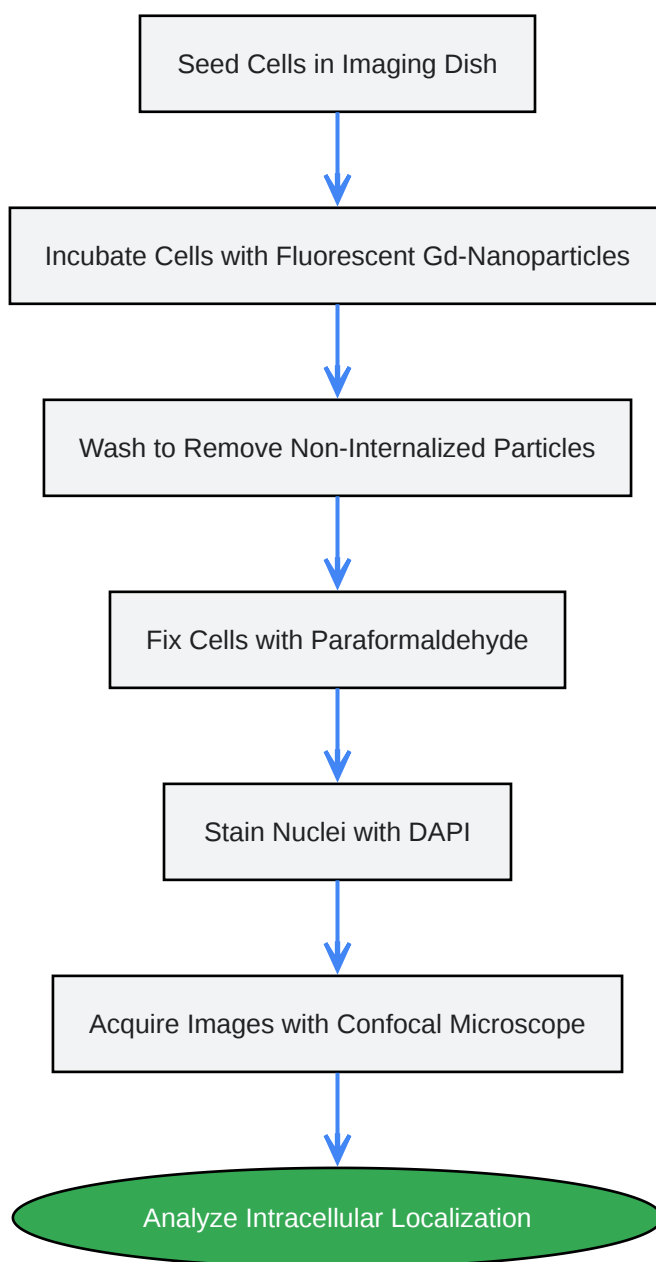 Seed Cells in Imaging Dish
Incubate Cells with Fluorescent Gd-Nanoparticles
Wash to Remove Non-Internalized Particles
Fix Cells with Paraformaldehyde
Stain Nuclei with DAPI
Acquire Images with Confocal Microscope
Analyze Intracellular Localization